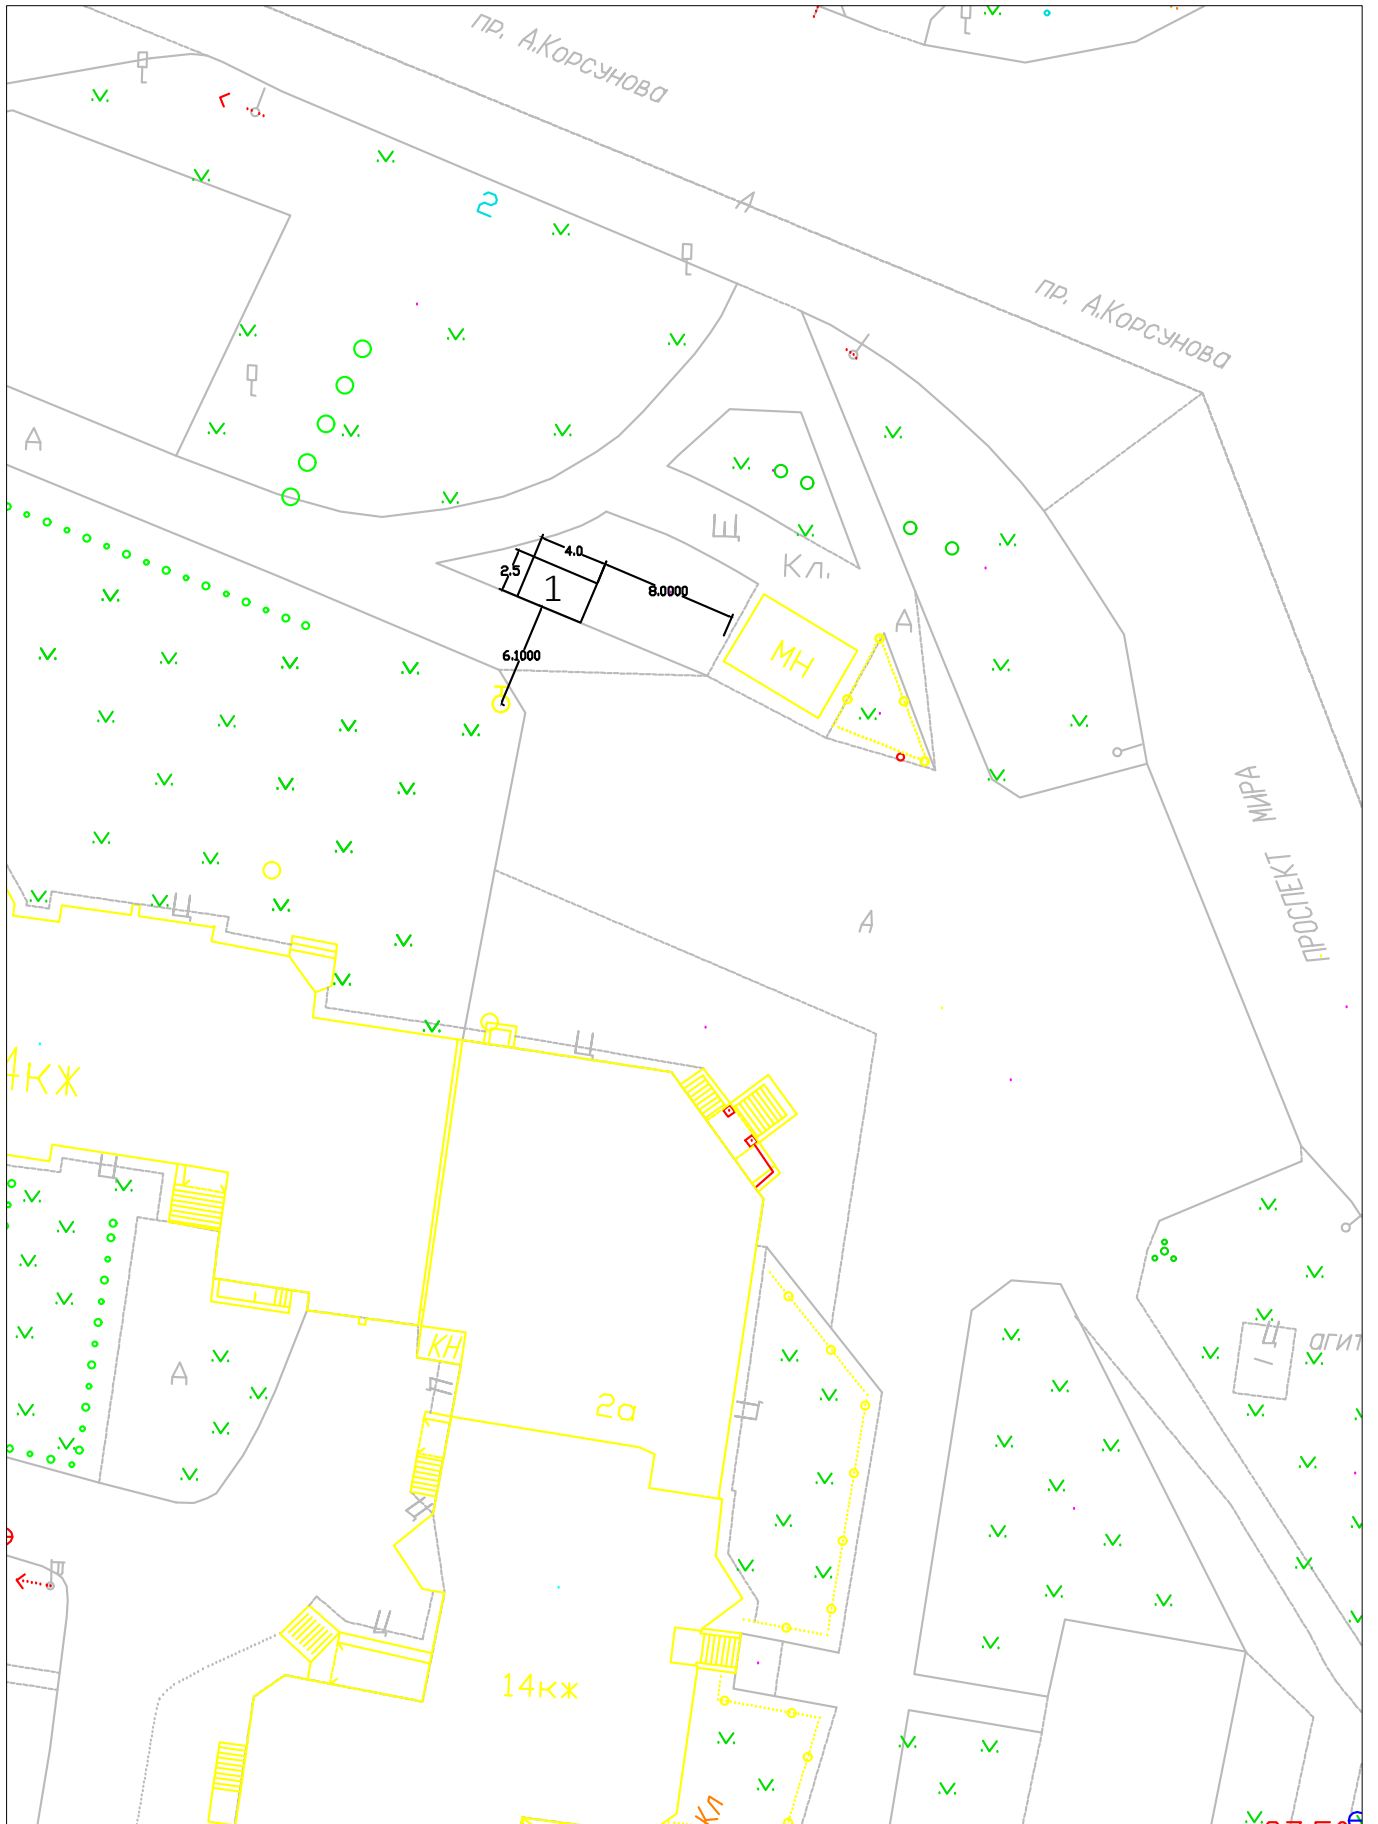 пр. А.Корсунова
2
А
пр. А.Корсунова
А
Щ
Кл.
4.0
2.5
1
8.0000
А
6.1000
МН
ПРОСПЕКТ МИРА
Ц
А
Ц
4КЖ
Ц
агит
Ц
КН
А
Ц
2а
Ц
Ц
Ц
14кж
Кл